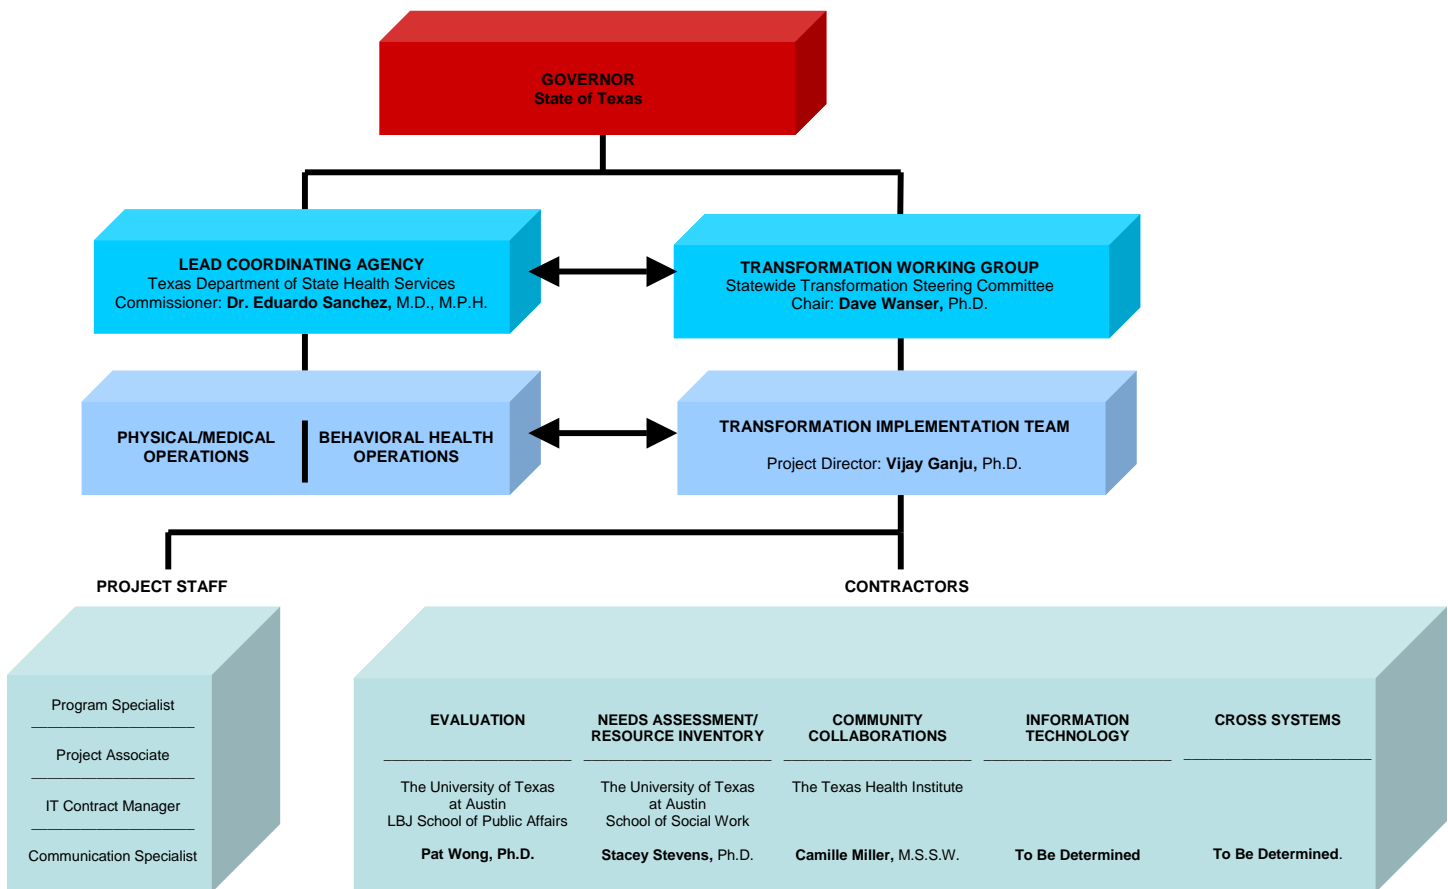 GOVERNOR
State of Texas
LEAD COORDINATING AGENCY
Texas Department of State Health Services
Commissioner: Dr. Eduardo Sanchez, M.D., M.P.H.
TRANSFORMATION WORKING GROUP
Statewide Transformation Steering Committee
Chair: Dave Wanser, Ph.D.
PHYSICAL/MEDICAL
OPERATIONS
BEHAVIORAL HEALTH
OPERATIONS
TRANSFORMATION IMPLEMENTATION TEAM
Project Director: Vijay Ganju, Ph.D.
PROJECT STAFF
Program Specialist
Project Associate
IT Contract Manager
Communication Specialist
CONTRACTORS
EVALUATION
The University of Texas
at Austin
LBJ School of Public Affairs
Pat Wong, Ph.D.
NEEDS ASSESSMENT/
RESOURCE INVENTORY
The University of Texas
at Austin
School of Social Work
Stacey Stevens, Ph.D.
COMMUNITY
COLLABORATIONS
The Texas Health Institute
Camille Miller, M.S.S.W.
INFORMATION
TECHNOLOGY
To Be Determined
CROSS SYSTEMS
To Be Determined.